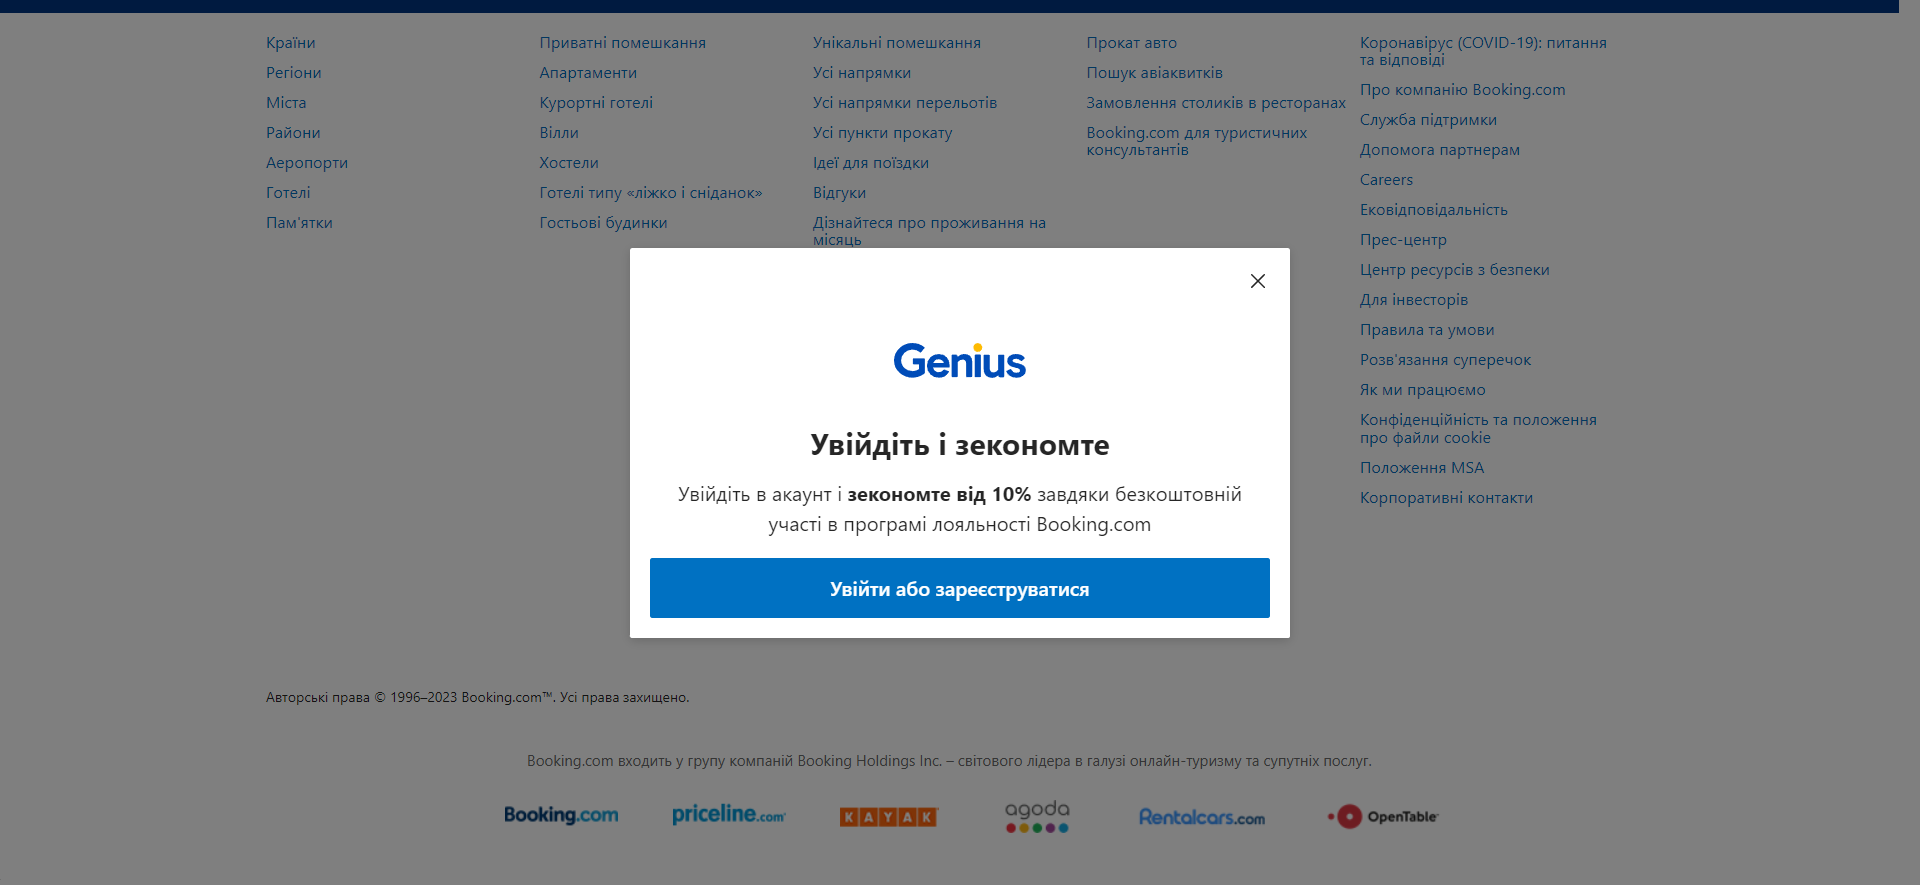 Країни
Регіони
Міста
Райони
Аеропорти
Готелі
Пам'ятки
Приватні помешкання
Апартаменти
Курортні готелі
Вілли
Хостели
Готелі типу «ліжко і сніданок»
Гостьові будинки
Унікальні помешкання
Усі напрямки
Усі напрямки перельотів
Усі пункти прокату
Ідеї для поїздки
Відгуки
Дізнайтеся про проживання на
місяць
Прокат авто
Пошук авіаквитків
Замовлення столиків в ресторанах
Booking.com для туристичних
консультантів
Коронавірус (COVID-19): питання
та відповіді
Про компанію Booking.com
Служба підтримки
Допомога партнерам
Careers
Ековідповідальність
Прес-центр
Центр ресурсів з безпеки
Для інвесторів
Правила та умови
Розв'язання суперечок
Як ми працюємо
Конфіденційність та положення
про файли cookie
Положення MSA
Корпоративні контакти
Genius
Увійдіть і зекономте
Увійдіть в акаунт і зекономте від 10% завдяки безкоштовній
участі в програмі лояльності Booking.com
Увійти або зареєструватися
Авторські права © 1996–2023 Booking.com™. Усі права захищено.
Booking.com входить у групу компаній Booking Holdings Inc. – світового лідера в галузі онлайн-туризму та супутніх послуг.
Booking.com
priceline.com
KAYAK
agoda
Rentalcars.com
OpenTable